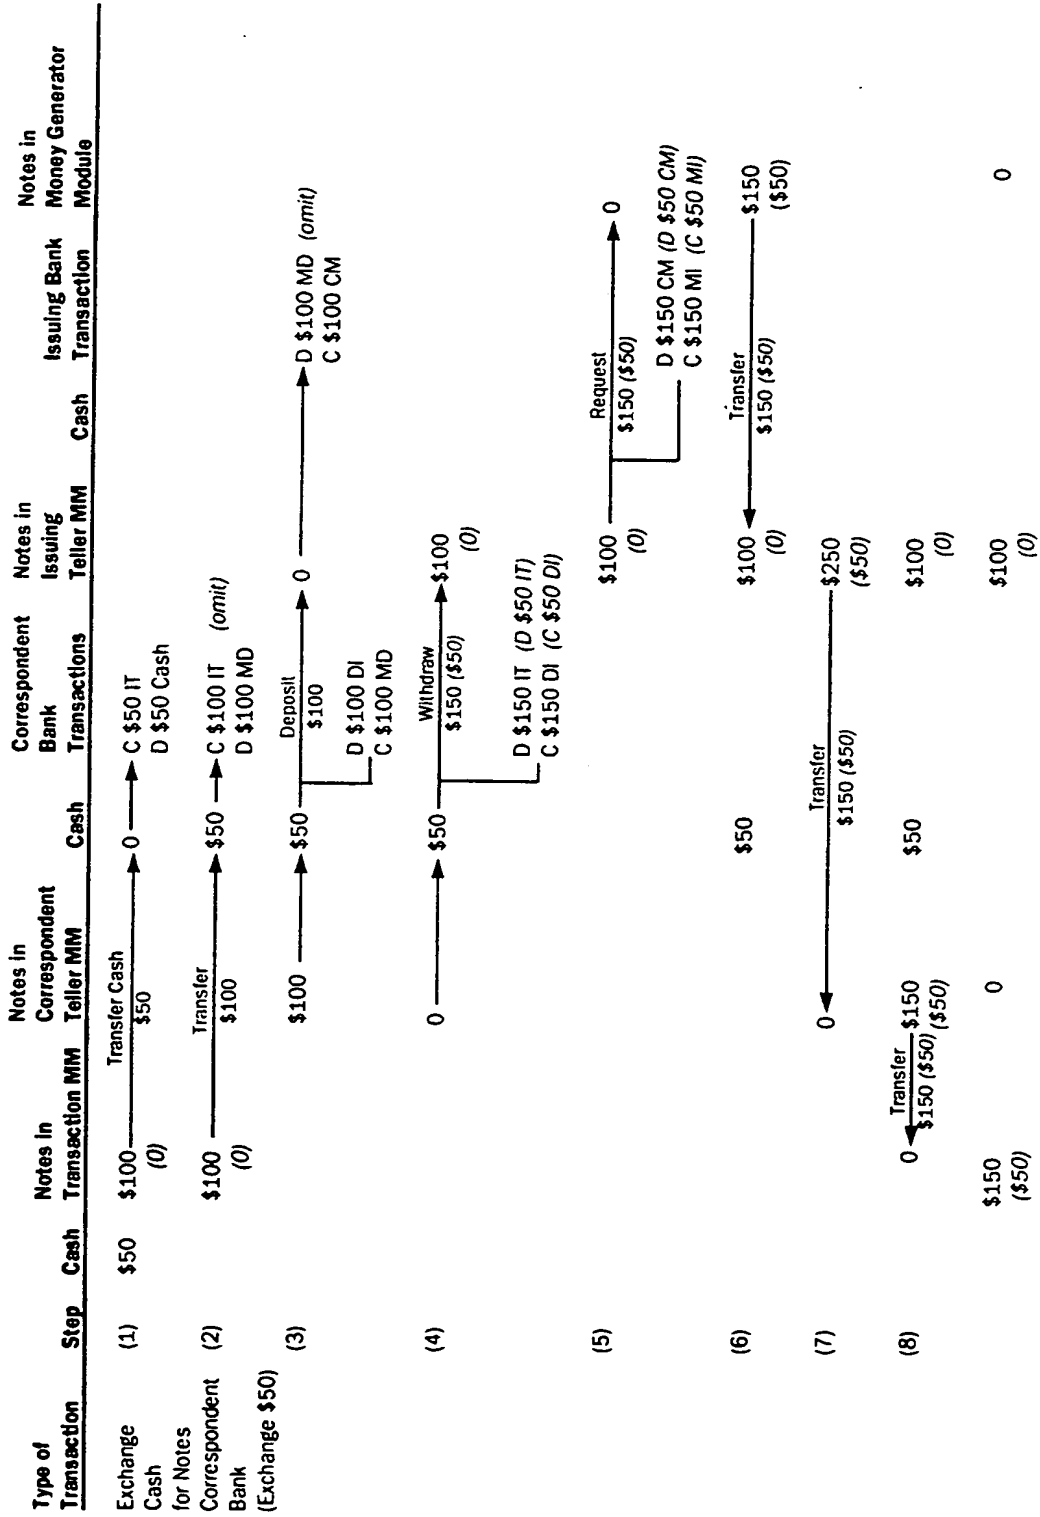 Type of
Transaction
Step
Cash
Notes in
Transaction MM
Notes in
Correspondent
Teller MM
Cash
Correspondent
Bank
Transactions
Notes in
Issuing
Teller MM
Cash
Issuing Bank
Transaction
Notes in
Money Generator
Module
Exchange
Cash
for Notes
Correspondent
Bank
(Exchange $50)
(1)
$50
$100
(0)
Transfer Cash
$50
0
C $50 IT
D $50 Cash
(2)
$100
(0)
Transfer
$100
$50
C $100 IT (omit)
D $100 MD
(3)
$100
$50
Deposit
$100
D $100 DI
C $100 MD
0
D $100 MD (omit)
C $100 CM
(4)
0
$50
Withdraw
$150 ($50)
D $150 IT (D $50 IT)
C $150 DI (C $50 DI)
$100
(0)
(5)
$100
(0)
Request
$150 ($50)
D $150 CM (D $50 CM)
C $150 MI (C $50 MI)
0
(6)
$50
$100
(0)
Transfer
$150 ($50)
$150
($50)
(7)
0
Transfer
$150 ($50)
$250
($50)
(8)
0
Transfer
$150 ($50)
$150
($50)
$50
$100
(0)
$150
($50)
0
$100
(0)
0